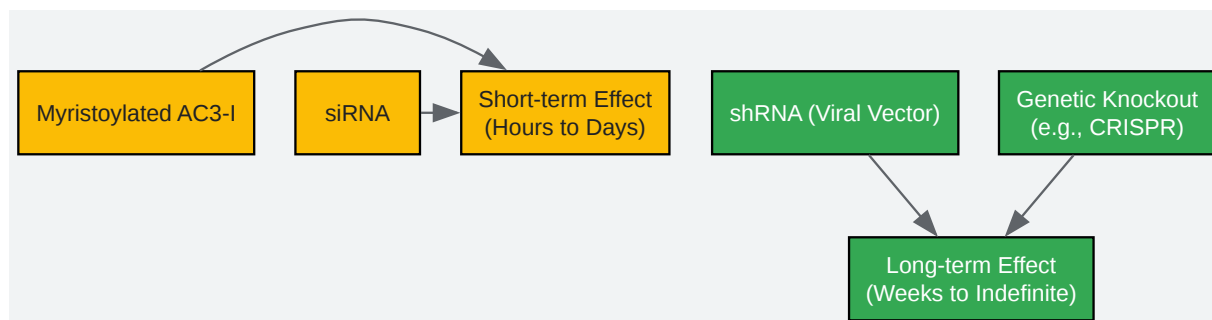 Myristoylated AC3-I
siRNA
Short-term Effect
(Hours to Days)
shRNA (Viral Vector)
Genetic Knockout
(e.g., CRISPR)
Long-term Effect
(Weeks to Indefinite)